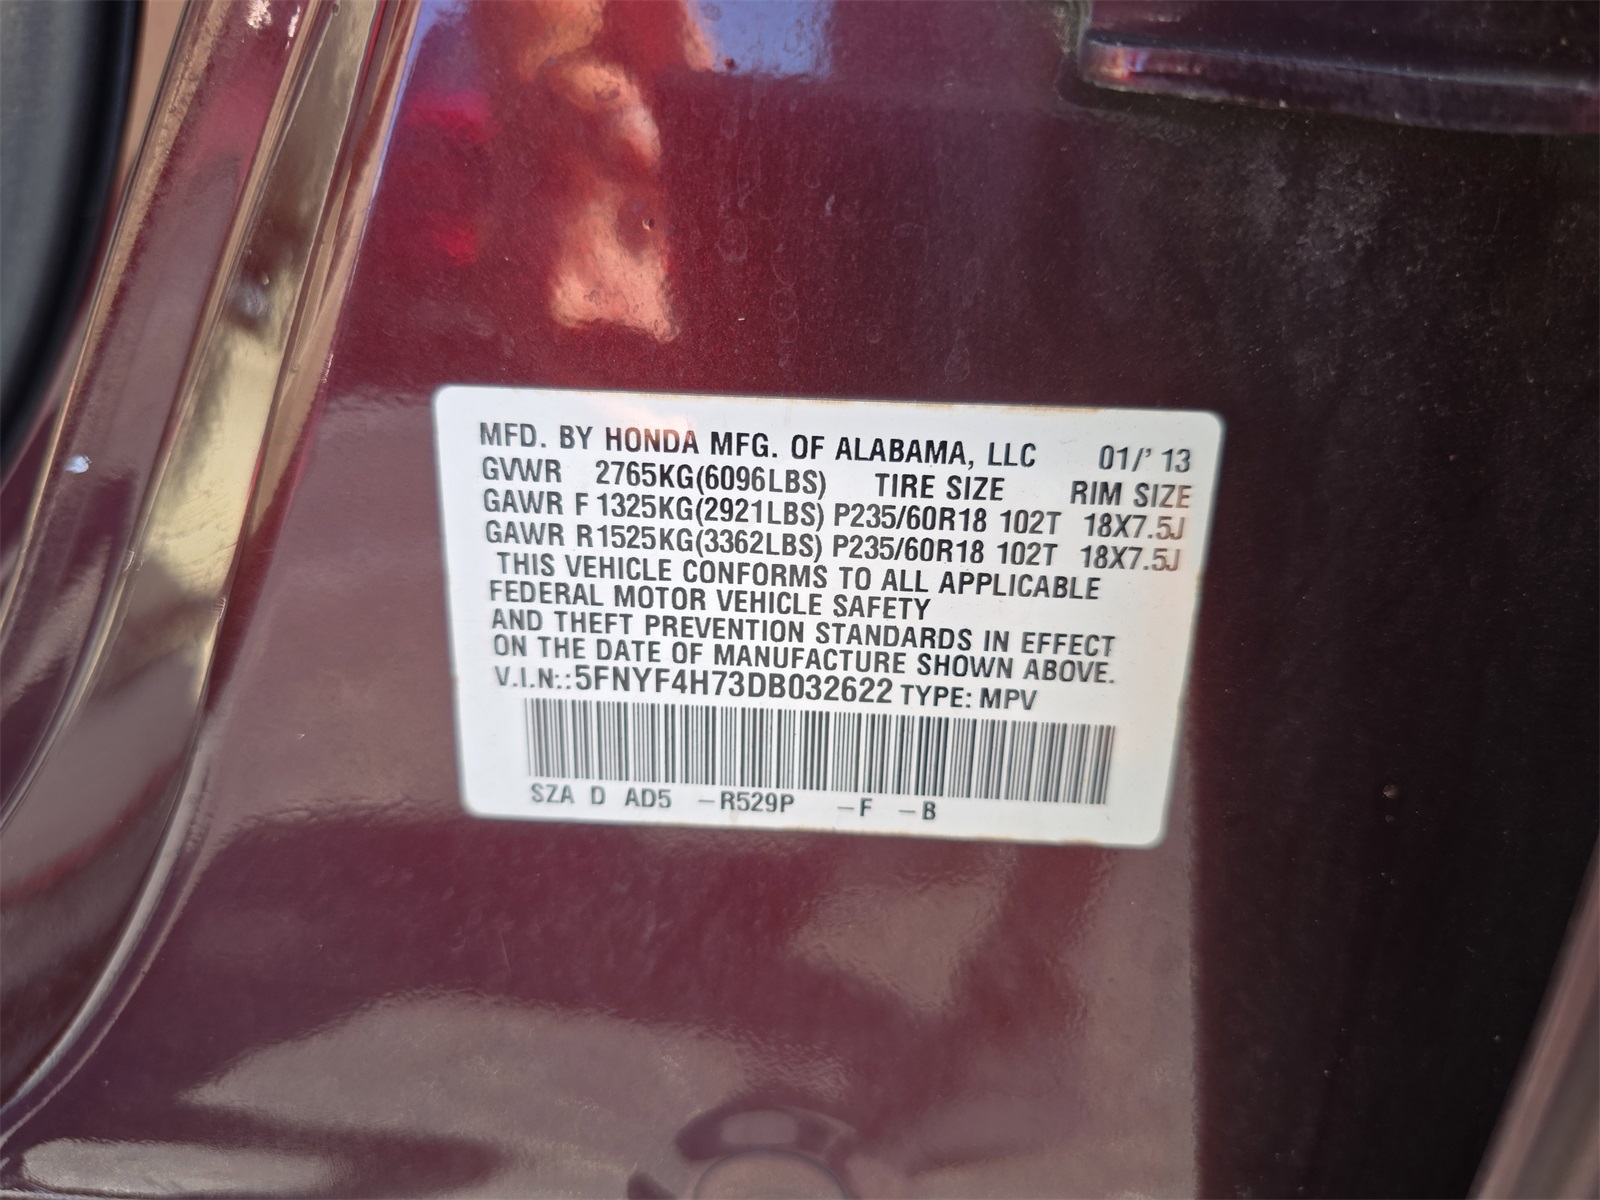 MFD. BY HONDA MFG. OF ALABAMA, LLC 01/' 13
GVWR 2765KG(6096LBS) TIRE SIZE RIM SIZE
GAWR F 1325KG(2921LBS) P235/60R18 102T 18X7.5J
GAWR R1525KG(3362LBS) P235/60R18 102T 18X7.5J
THIS VEHICLE CONFORMS TO ALL APPLICABLE
FEDERAL MOTOR VEHICLE SAFETY
AND THEFT PREVENTION STANDARDS IN EFFECT
ON THE DATE OF MANUFACTURE SHOWN ABOVE.
V.I.N::5FNYF4H73DB032622 TYPE: MPV
SZA D AD5 -R529P -F -B